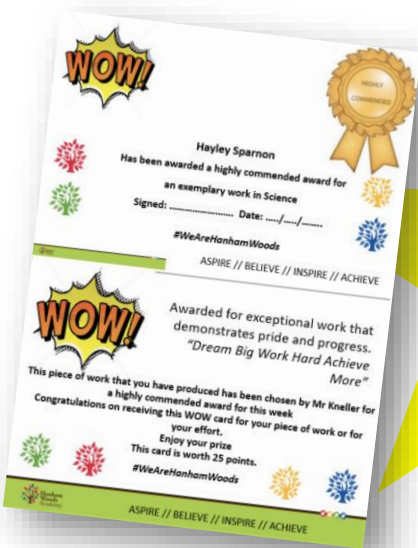 WOW!
HIGHLY
COMMENDED
Hayley Sparnon
Has been awarded a highly commended award for
an exemplary work in Science
Signed: ........................ Date: ...../...../........
#WeAreHanhamWoods
ASPIRE // BELIEVE // INSPIRE // ACHIEVE
WOW!
Awarded for exceptional work that
demonstrates pride and progress.
"Dream Big Work Hard Achieve
More"
This piece of work that you have produced has been chosen by Mr Kneller for
a highly commended award for this week
Congratulations on receiving this WOW card for your piece of work or for
your effort.
Enjoy your prize
This card is worth 25 points.
#WeAreHanhamWoods
Hanham
Woods
Academy
ASPIRE // BELIEVE // INSPIRE // ACHIEVE